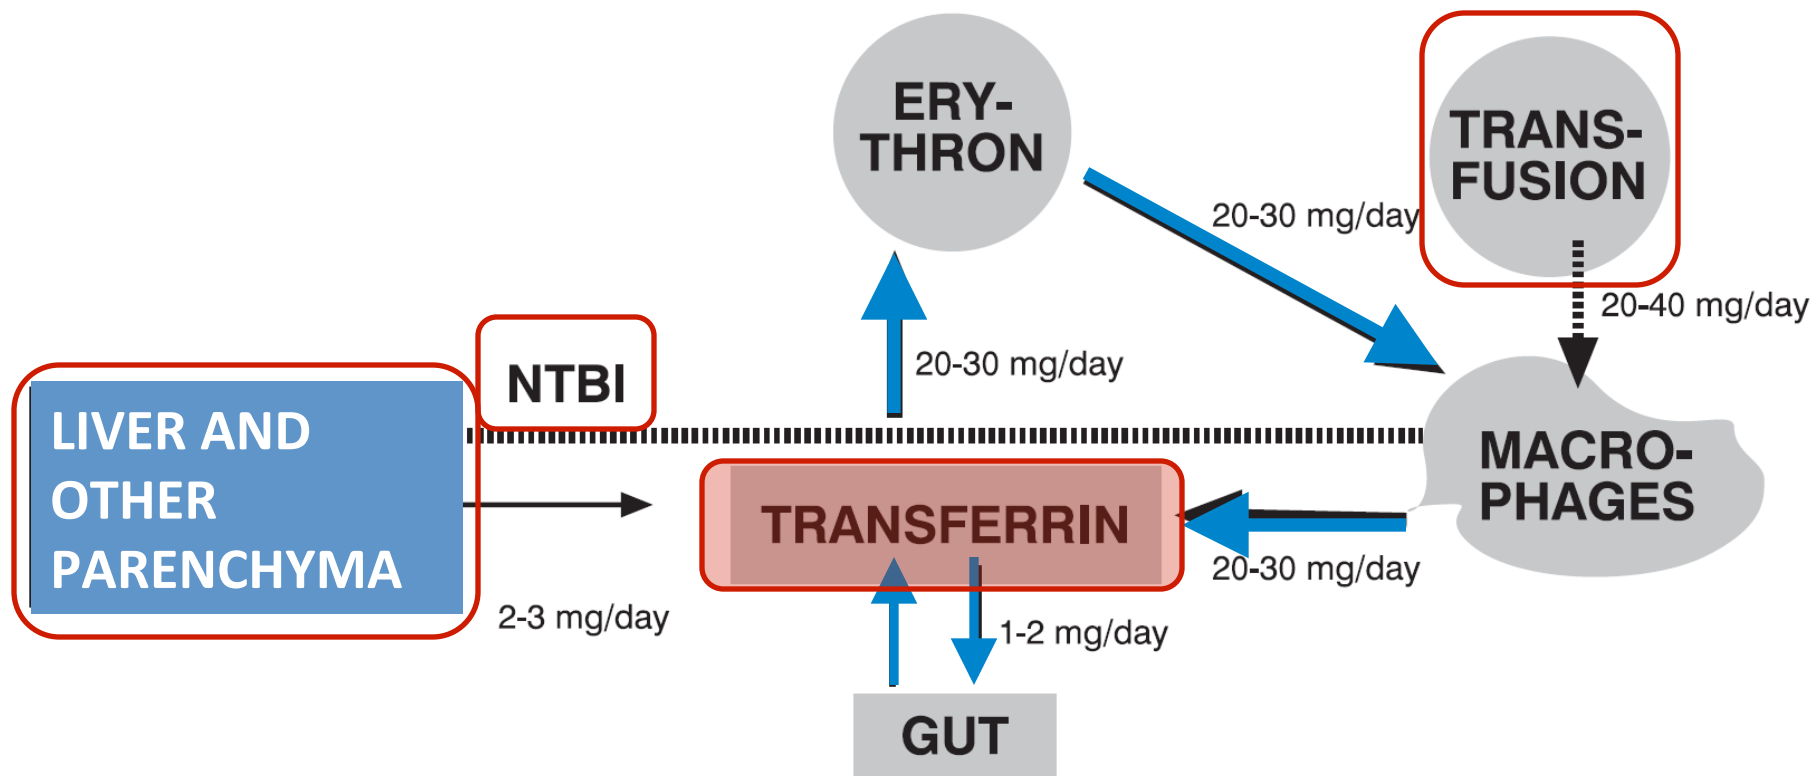 ERY-
THRON
TRANS-
FUSION
20-30 mg/day
20-40 mg/day
20-30 mg/day
NTBI
LIVER AND
OTHER
PARENCHYMA
MACRO-
PHAGES
TRANSFERRIN
20-30 mg/day
2-3 mg/day
1-2 mg/day
GUT